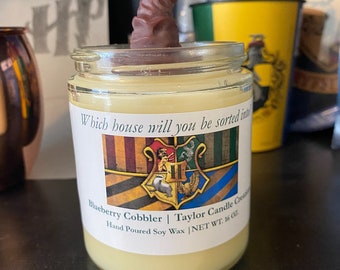 Which house will you be sorted into
Blueberry Cobbler | Taylor Candle Creations
Hand Poured Soy Wax | NET WT. 16 OZ.